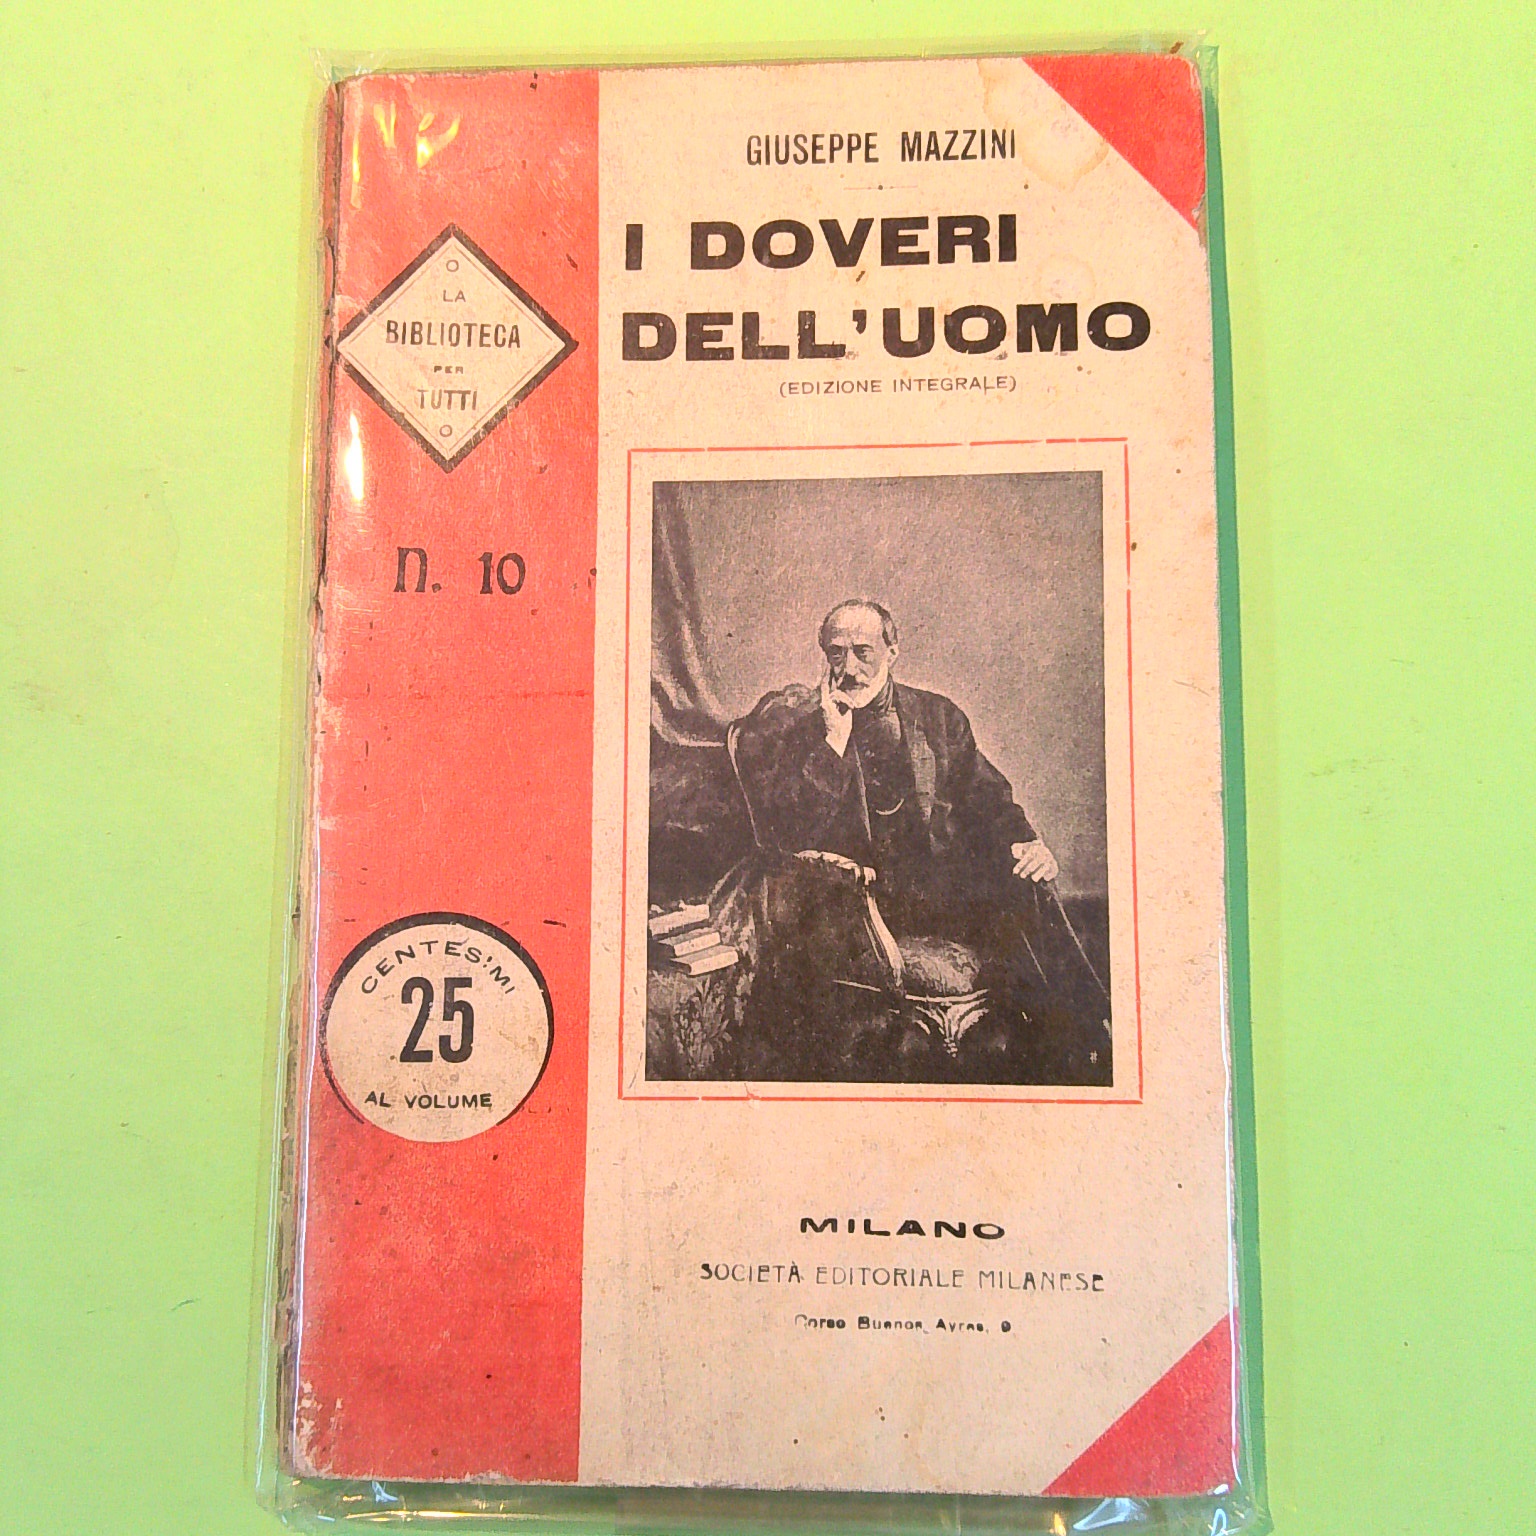 GIUSEPPE MAZZINI
I DOVERI
DELL'UOMO
(EDIZIONE INTEGRALE)
LA
BIBLIOTECA
PER
TUTTI
N. 10
CENTESIMI
25
AL VOLUME
MILANO
SOCIETÀ EDITORIALE MILANESE
Corso Buenos Ayres, 9